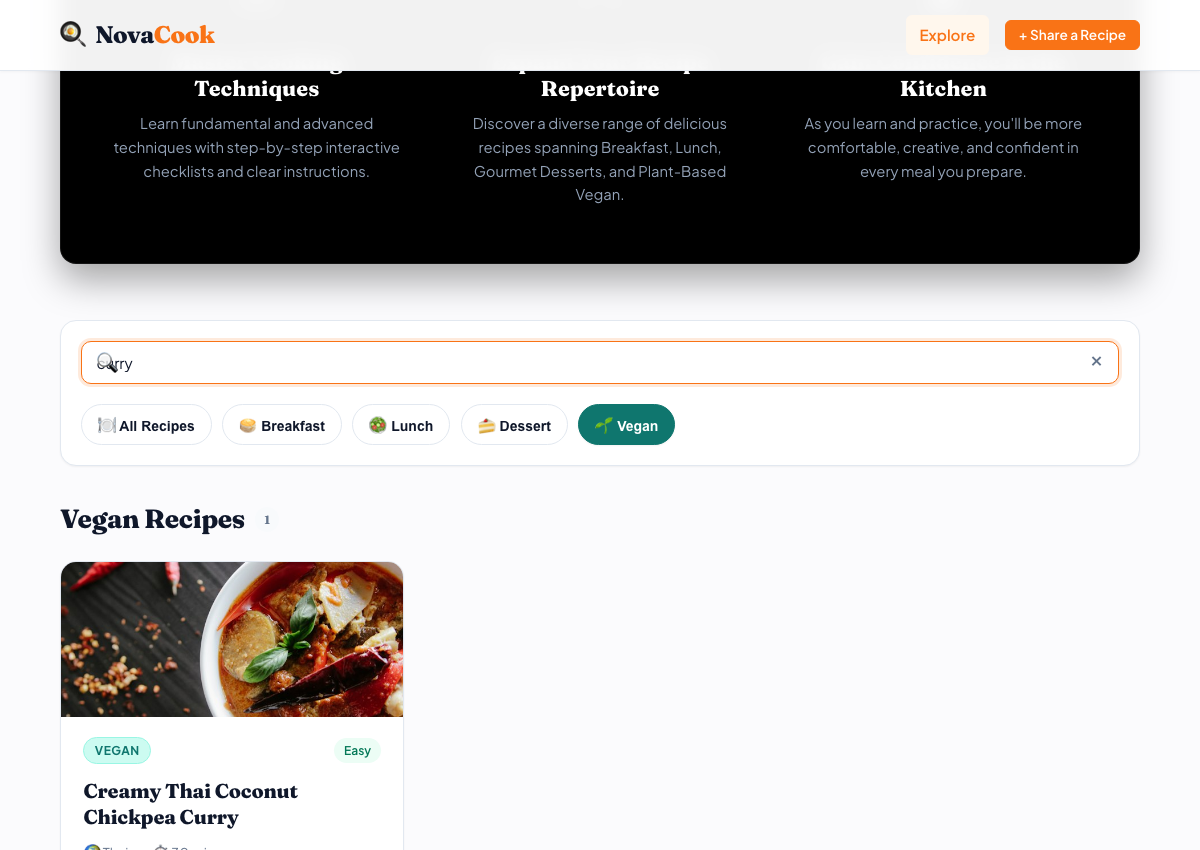 NovaCook
Explore
+ Share a Recipe
Techniques
Repertoire
Kitchen
Learn fundamental and advanced
techniques with step-by-step interactive
checklists and clear instructions.
Discover a diverse range of delicious
recipes spanning Breakfast, Lunch,
Gourmet Desserts, and Plant-Based
Vegan.
As you learn and practice, you'll be more
comfortable, creative, and confident in
every meal you prepare.
curry
All Recipes
Breakfast
Lunch
Dessert
Vegan
Vegan Recipes 1
VEGAN
Easy
Creamy Thai Coconut
Chickpea Curry